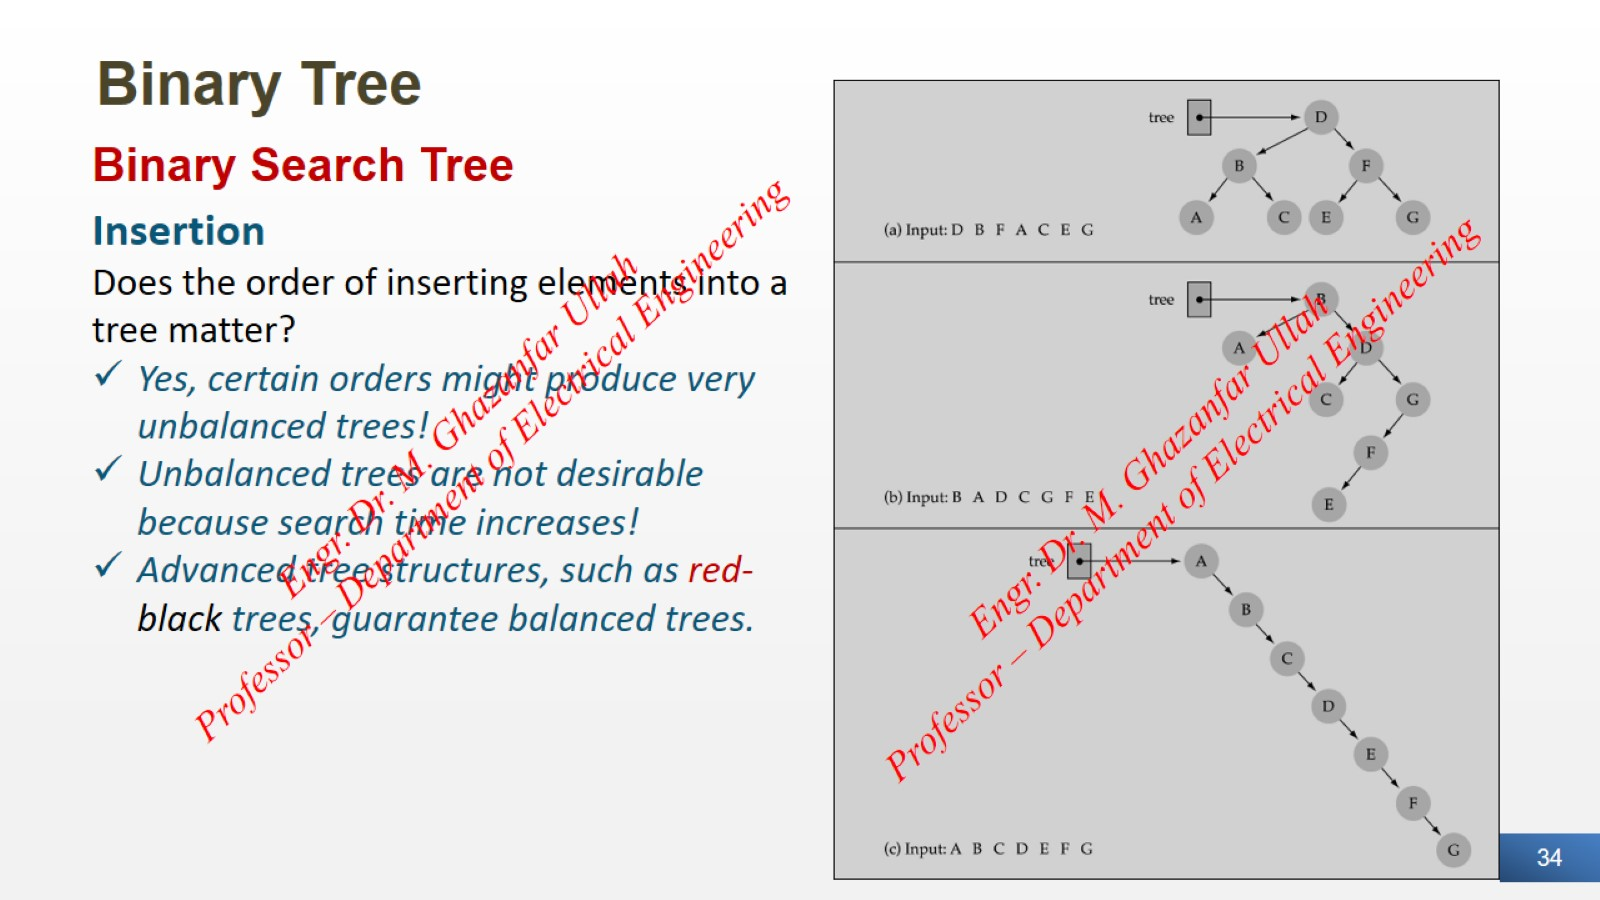 Binary Tree
Binary Search Tree
Insertion
Does the order of inserting elements into a
tree matter?
✓ Yes, certain orders might produce very
unbalanced trees!
✓ Unbalanced trees are not desirable
because search time increases!
✓ Advanced tree structures, such as red-
black trees, guarantee balanced trees.
Engr. Dr. M. Ghazanfar Ullah
Professor – Department of Electrical Engineering
tree
D
B F
A C E G
(a) Input: D B F A C E G
tree
B
A D
C G
F
E
(b) Input: B A D C G F E
tree
A
B
C
D
E
F
G
(c) Input: A B C D E F G
Engr. Dr. M. Ghazanfar Ullah
Professor – Department of Electrical Engineering
34